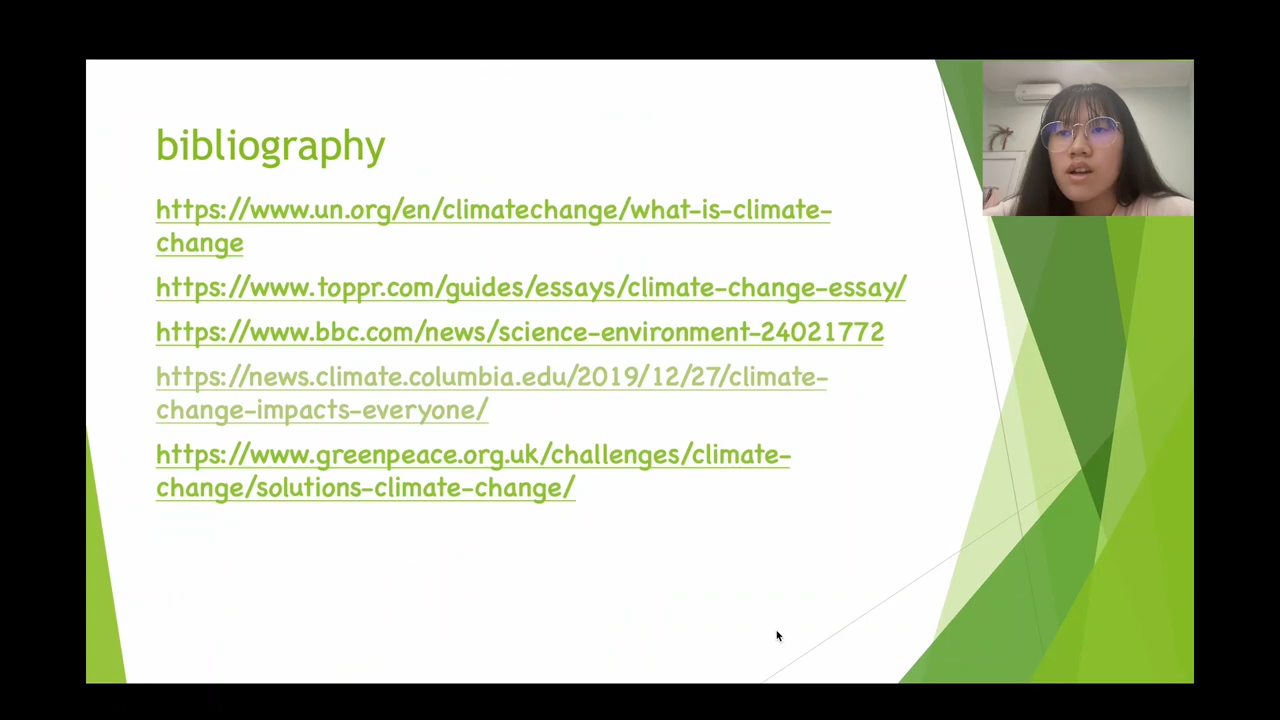 bibliography
https://www.un.org/en/climatechange/what-is-climate-
change
https://www.toppr.com/guides/essays/climate-change-essay/
https://www.bbc.com/news/science-environment-24021772
https://news.climate.columbia.edu/2019/12/27/climate-
change-impacts-everyone/
https://www.greenpeace.org.uk/challenges/climate-
change/solutions-climate-change/